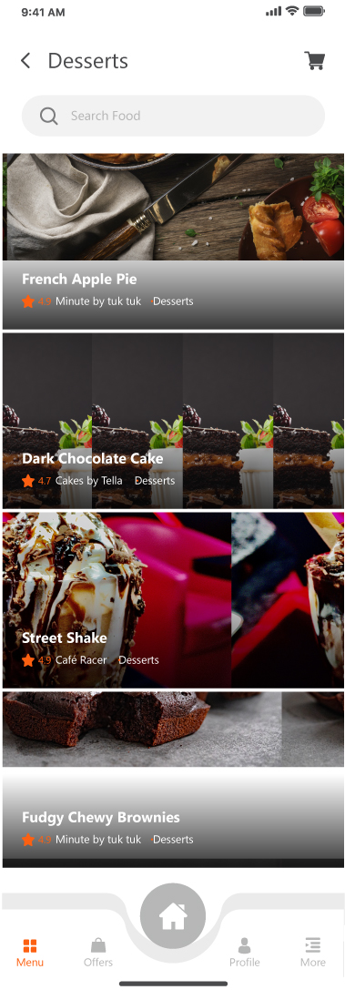 9:41 AM
Desserts
Search Food
French Apple Pie
4.9 Minute by tuk tuk Desserts
Dark Chocolate Cake
4.7 Cakes by Tella Desserts
Street Shake
4.9 Café Racer Desserts
Fudgy Chewy Brownies
4.9 Minute by tuk tuk Desserts
Menu Offers Profile More